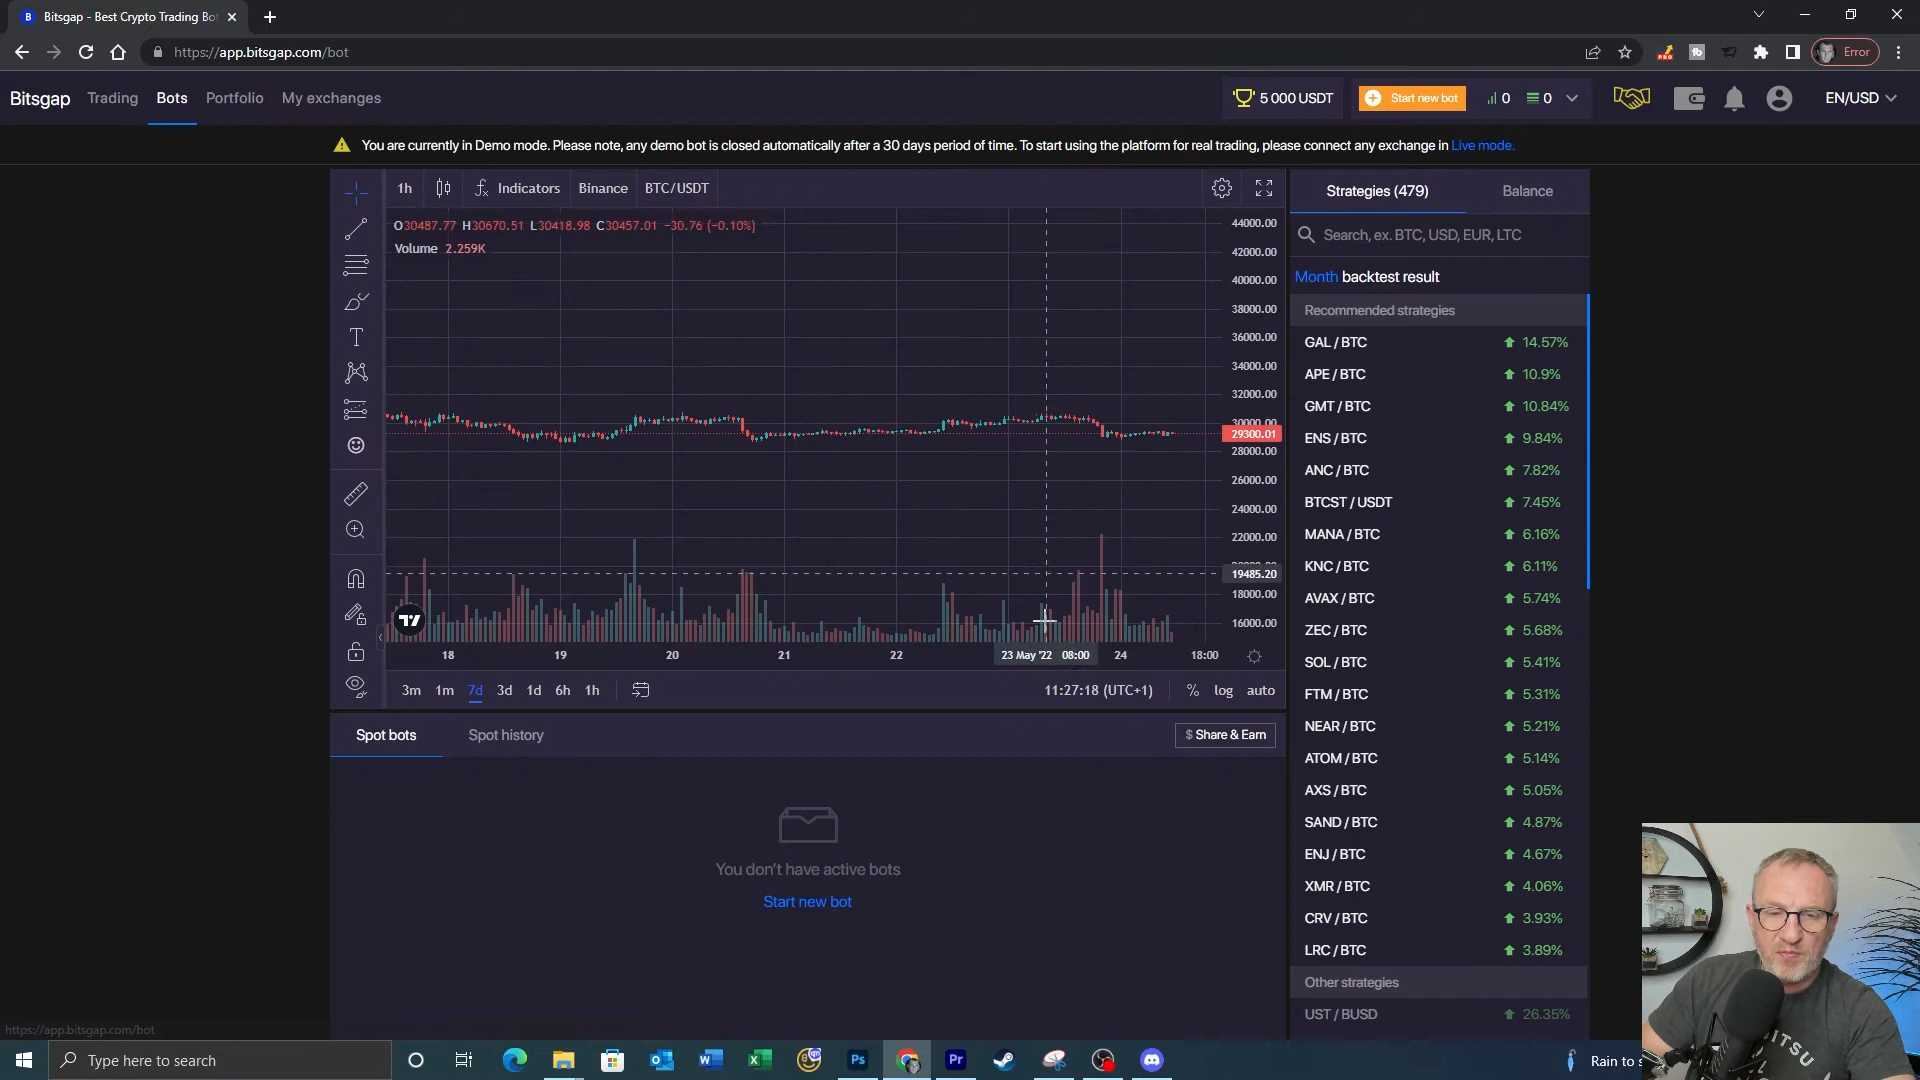 Bitsgap - Best Crypto Trading Bot
https://app.bitsgap.com/bot
Error
Bitsgap
Trading
Bots
Portfolio
My exchanges
5 000 USDT
Start new bot
0
0
EN/USD
You are currently in Demo mode. Please note, any demo bot is closed automatically after a 30 days period of time. To start using the platform for real trading, please connect any exchange in Live mode.
1h
Indicators
Binance
BTC/USDT
O30487.77 H30670.51 L30418.98 C30457.01 −30.76 (−0.10%)
Volume 2.259K
44000.00
42000.00
40000.00
38000.00
36000.00
34000.00
32000.00
30000.00
29300.01
28000.00
26000.00
24000.00
22000.00
19485.20
18000.00
16000.00
18
19
20
21
22
23 May '22 08:00
24
18:00
3m
1m
7d
3d
1d
6h
1h
11:27:18 (UTC+1)
%
log
auto
Spot bots
Spot history
$ Share & Earn
You don't have active bots
Start new bot
Strategies (479)
Balance
Search, ex. BTC, USD, EUR, LTC
Month backtest result
Recommended strategies
GAL / BTC 14.57%
APE / BTC 10.9%
GMT / BTC 10.84%
ENS / BTC 9.84%
ANC / BTC 7.82%
BTCST / USDT 7.45%
MANA / BTC 6.16%
KNC / BTC 6.11%
AVAX / BTC 5.74%
ZEC / BTC 5.68%
SOL / BTC 5.41%
FTM / BTC 5.31%
NEAR / BTC 5.21%
ATOM / BTC 5.14%
AXS / BTC 5.05%
SAND / BTC 4.87%
ENJ / BTC 4.67%
XMR / BTC 4.06%
CRV / BTC 3.93%
LRC / BTC 3.89%
Other strategies
UST / BUSD 26.35%
https://app.bitsgap.com/bot
Type here to search
Ps
Pr
Rain to